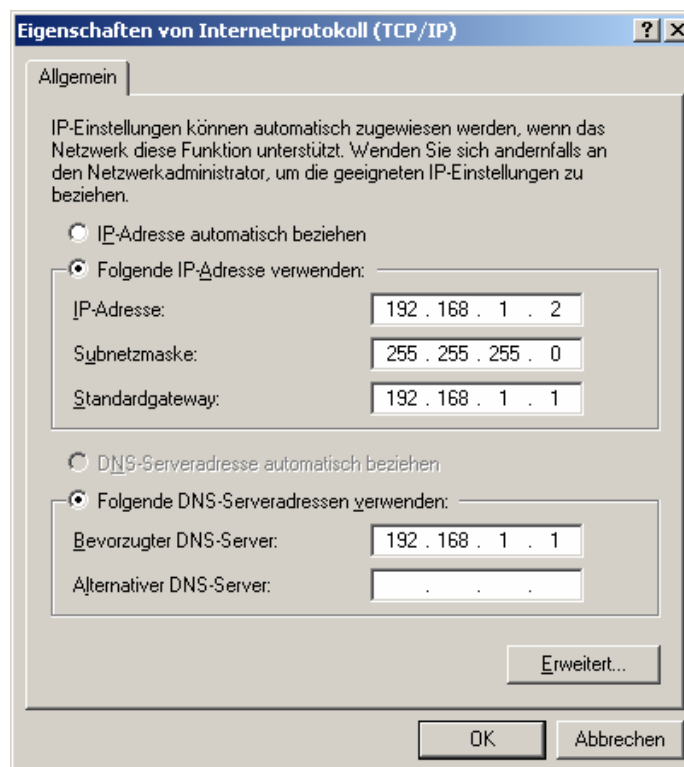 Eigenschaften von Internetprotokoll (TCP/IP)
Allgemein
IP-Einstellungen können automatisch zugewiesen werden, wenn das
Netzwerk diese Funktion unterstützt. Wenden Sie sich andernfalls an
den Netzwerkadministrator, um die geeigneten IP-Einstellungen zu
beziehen.
IP-Adresse automatisch beziehen
Folgende IP-Adresse verwenden:
IP-Adresse: 192 . 168 . 1 . 2
Subnetzmaske: 255 . 255 . 255 . 0
Standardgateway: 192 . 168 . 1 . 1
DNS-Serveradresse automatisch beziehen
Folgende DNS-Serveradressen verwenden:
Bevorzugter DNS-Server: 192 . 168 . 1 . 1
Alternativer DNS-Server: . . .
Erweitert...
OK Abbrechen